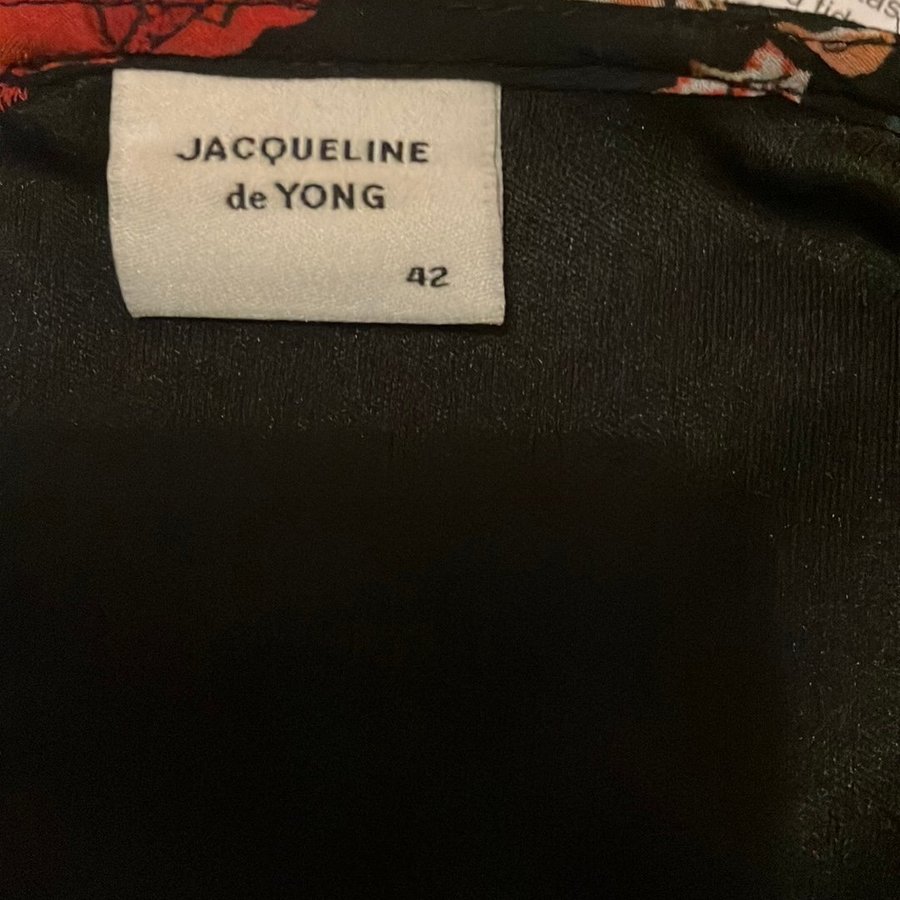 JACQUELINE
de YONG
42